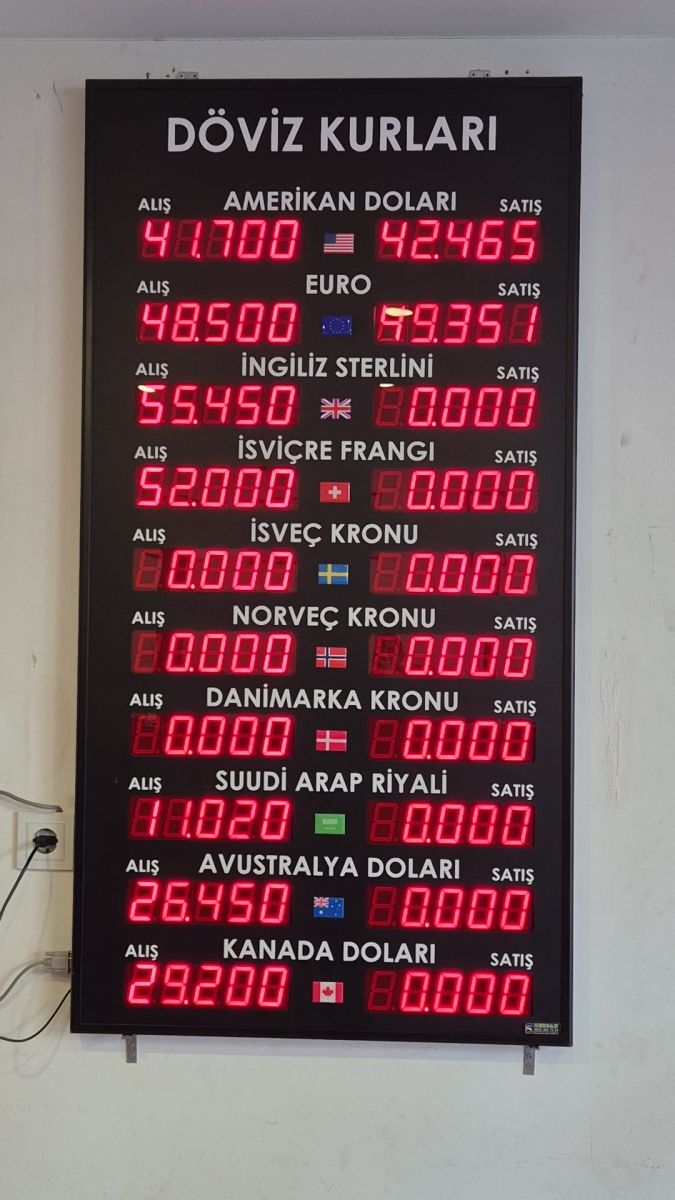 DÖVİZ KURLARI
ALIŞ AMERİKAN DOLARI SATIŞ
41.700 42.465
ALIŞ EURO SATIŞ
48.500 49.351
ALIŞ İNGİLİZ STERLİNİ SATIŞ
55.450 0.000
ALIŞ İSVİÇRE FRANGI SATIŞ
52.000 0.000
ALIŞ İSVEÇ KRONU SATIŞ
0.000 0.000
ALIŞ NORVEÇ KRONU SATIŞ
0.000 0.000
ALIŞ DANİMARKA KRONU SATIŞ
0.000 0.000
ALIŞ SUUDİ ARAP RİYALİ SATIŞ
11.020 0.000
ALIŞ AVUSTRALYA DOLARI SATIŞ
26.450 0.000
ALIŞ KANADA DOLARI SATIŞ
29.200 0.000